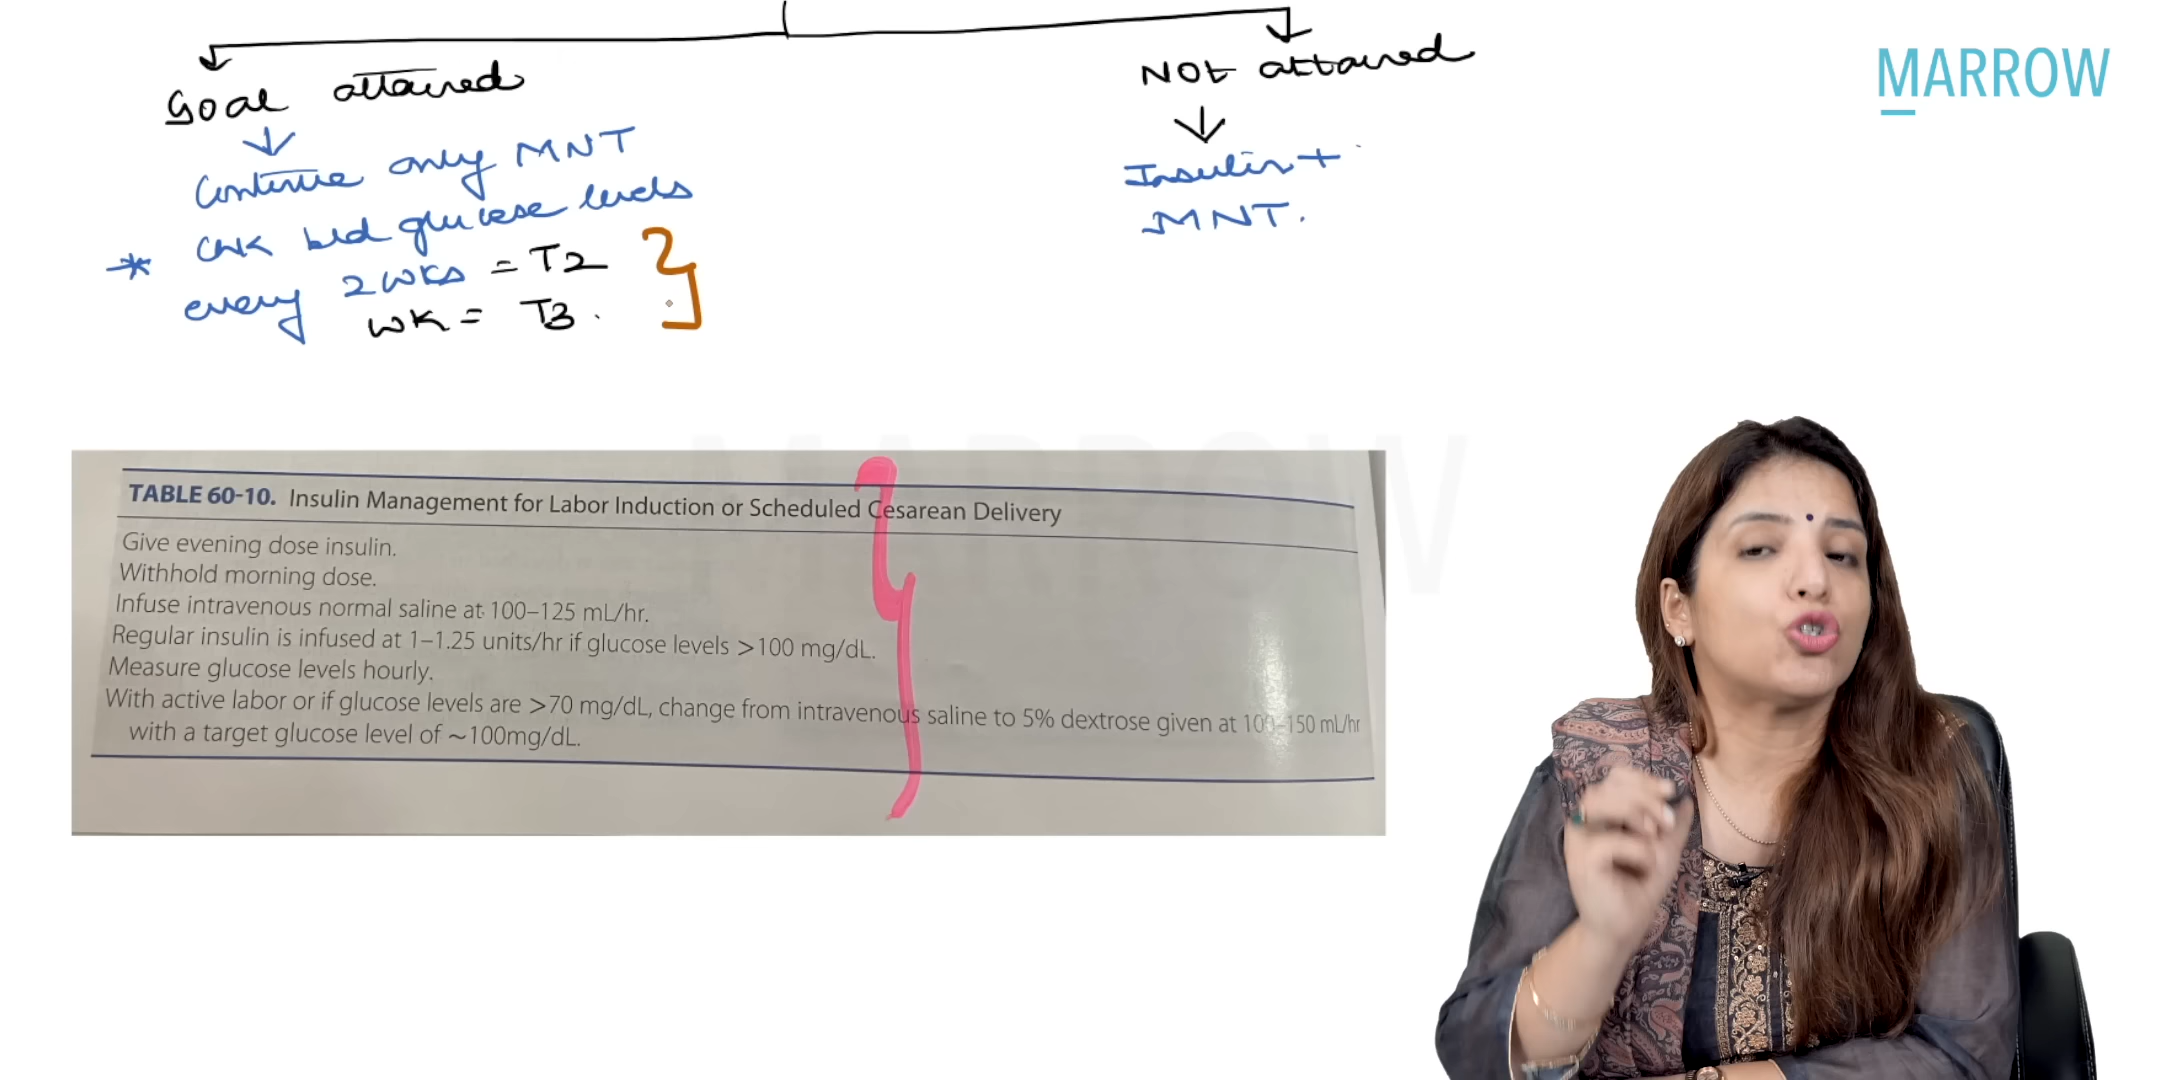 MARROW
Goal attained
NOt attained
Continue only MNT
Insulin +
MNT.
Chk bld glucose levels
* every 2 wks = T2
wk = T3.
MARROW
TABLE 60-10. Insulin Management for Labor Induction or Scheduled Cesarean Delivery
Give evening dose insulin.
Withhold morning dose.
Infuse intravenous normal saline at 100–125 mL/hr.
Regular insulin is infused at 1–1.25 units/hr if glucose levels >100 mg/dL.
Measure glucose levels hourly.
With active labor or if glucose levels are >70 mg/dL, change from intravenous saline to 5% dextrose given at 100–150 mL/hr
with a target glucose level of ~100mg/dL.